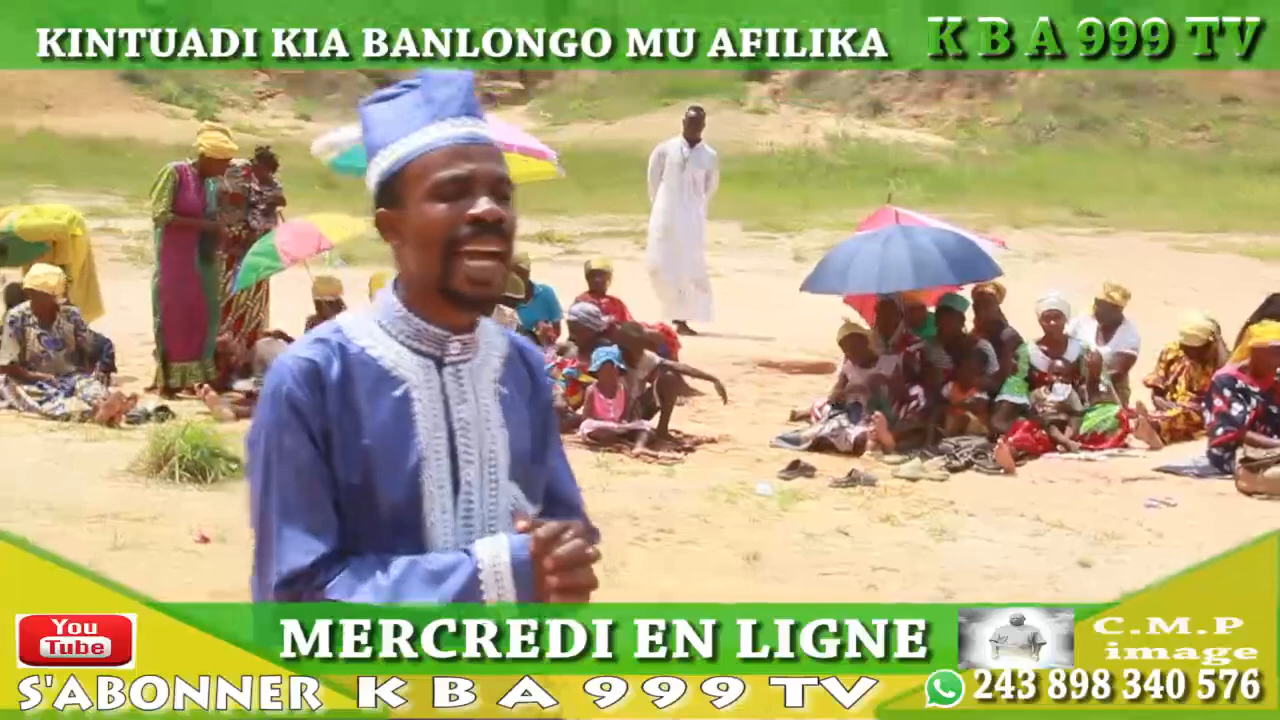 KINTUADI KIA BANLONGO MU AFILIKA
K B A 999 TV
MERCREDI EN LIGNE
You
Tube
C.M.P
image
S'ABONNER K B A 999 TV
243 898 340 576